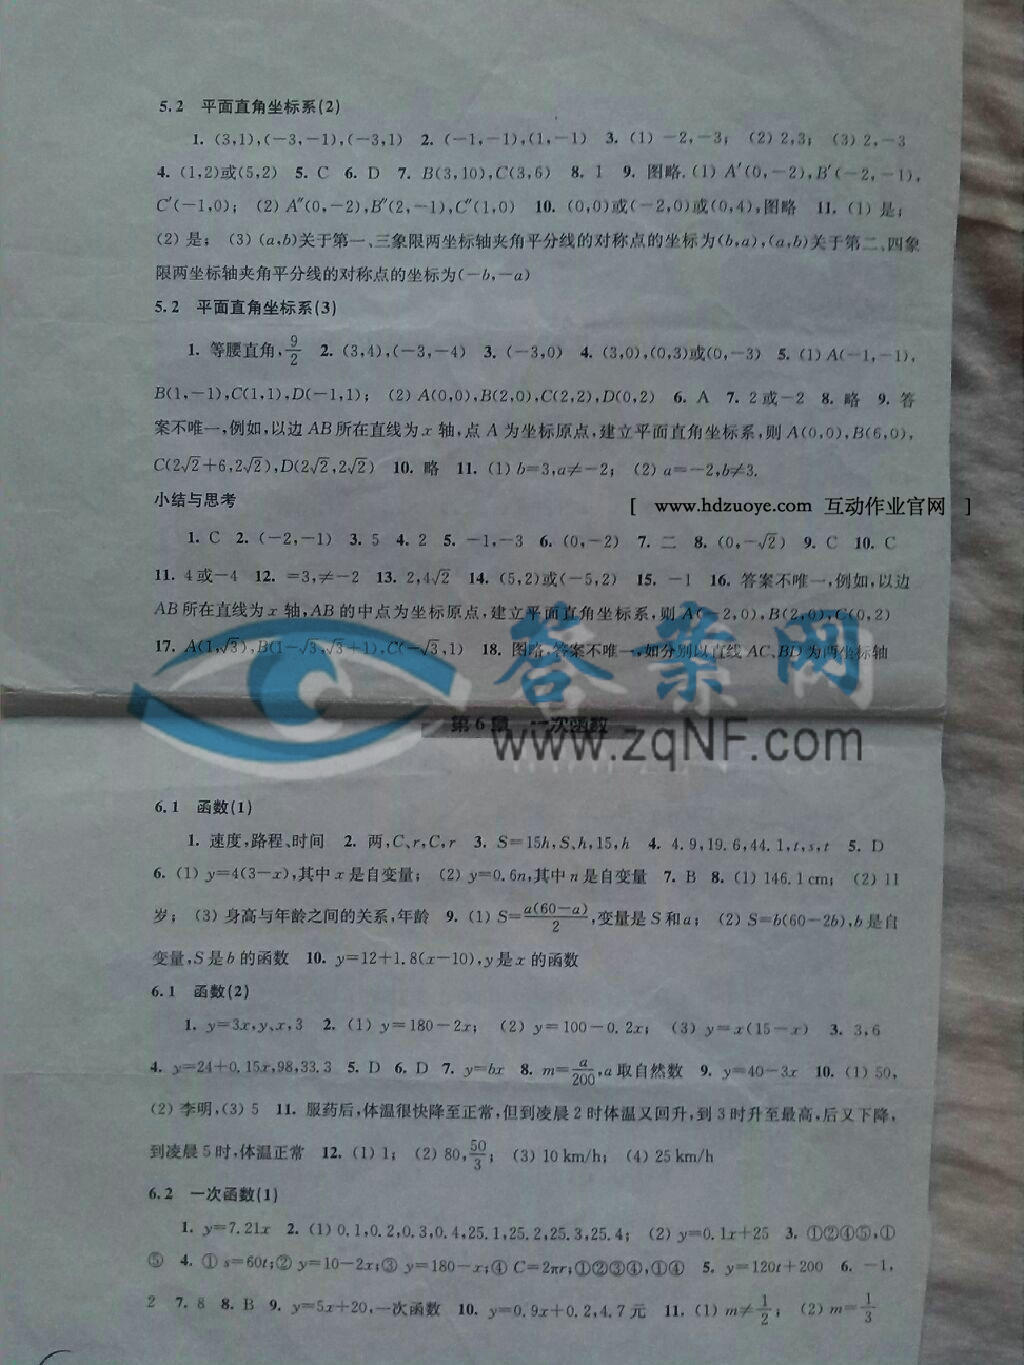 5.2 平面直角坐标系(2)
1. (3,1),(-3,-1),(-3,1) 2. (-1,-1),(1,-1) 3. (1) -2,-3; (2) 2,3; (3) 2,-3
4. (1,2)或(5,2) 5. C 6. D 7. B(3,10),C(3,6) 8. 1 9. 图略.(1) A′(0,-2),B′(-2,-1),
C′(-1,0); (2) A″(0,-2),B″(2,-1),C″(1,0) 10. (0,0)或(-2,0)或(0,4),图略 11. (1) 是;
(2) 是; (3) (a,b)关于第一、三象限两坐标轴夹角平分线的对称点的坐标为(b,a),(a,b)关于第二、四象
限两坐标轴夹角平分线的对称点的坐标为(-b,-a)
5.2 平面直角坐标系(3)
1. 等腰直角,9/2 2. (3,4),(-3,-4) 3. (-3,0) 4. (3,0),(0,3)或(0,-3) 5. (1) A(-1,-1),
B(1,-1),C(1,1),D(-1,1); (2) A(0,0),B(2,0),C(2,2),D(0,2) 6. A 7. 2或-2 8. 略 9. 答
案不唯一,例如,以边AB所在直线为x轴,点A为坐标原点,建立平面直角坐标系,则A(0,0),B(6,0),
C(2√2+6,2√2),D(2√2,2√2) 10. 略 11. (1) b=3,a≠-2; (2) a=-2,b≠3.
小结与思考
[ www.hdzuoye.com 互动作业官网 ]
1. C 2. (-2,-1) 3. 5 4. 2 5. -1,-3 6. (0,-2) 7. 二 8. (0,-√2) 9. C 10. C
11. 4或-4 12. =3,≠-2 13. 2,4√2 14. (5,2)或(-5,2) 15. -1 16. 答案不唯一,例如,以边
AB所在直线为x轴,AB的中点为坐标原点,建立平面直角坐标系,则A(-2,0),B(2,0),C(0,2)
17. A(1,√3),B(1-√3,√3+1),C(-√3,1) 18. 图略,答案不唯一,如分别以直线AC、BD为两坐标轴
答案网
第6章 一次函数
www.zqNF.com
6.1 函数(1)
1. 速度,路程、时间 2. 两,C、r,C,r 3. S=15h,S、h,15,h 4. 4.9,19.6,44.1,t,s,t 5. D
6. (1) y=4(3-x),其中x是自变量; (2) y=0.6n,其中n是自变量 7. B 8. (1) 146.1 cm; (2) 11
岁; (3) 身高与年龄之间的关系,年龄 9. (1) S=a(60-a)/2,变量是S和a; (2) S=b(60-2b),b是自
变量,S是b的函数 10. y=12+1.8(x-10),y是x的函数
6.1 函数(2)
1. y=3x,y、x,3 2. (1) y=180-2x; (2) y=100-0.2x; (3) y=x(15-x) 3. 3,6
4. y=24+0.15x,98,33.3 5. D 6. D 7. y=bx 8. m=a/200,a取自然数 9. y=40-3x 10. (1) 50,
(2) 李明,(3) 5 11. 服药后,体温很快降至正常,但到凌晨2时体温又回升,到3时升至最高,后又下降,
到凌晨5时,体温正常 12. (1) 1; (2) 80,50/3; (3) 10 km/h; (4) 25 km/h
6.2 一次函数(1)
1. y=7.21x 2. (1) 0.1,0.2,0.3,0.4,25.1,25.2,25.3,25.4; (2) y=0.1x+25 3. ①②④⑤,①
⑤ 4. ① s=60t;② y=10-2x;③ y=180-x;④ C=2πr;①②③④,①④ 5. y=120t+200 6. -1,
2 7. 8 8. B 9. y=5x+20,一次函数 10. y=0.9x+0.2,4.7元 11. (1) m≠1/2; (2) m=1/3